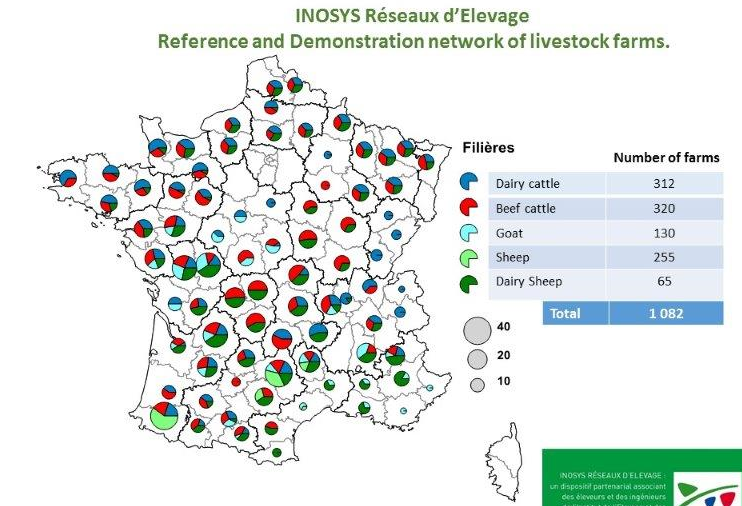 INOSYS Réseaux d'Elevage
Reference and Demonstration network of livestock farms.
Filières
Number of farms
Dairy cattle 312
Beef cattle 320
Goat 130
Sheep 255
Dairy Sheep 65
Total 1 082
40
20
10
INOSYS RÉSEAUX D'ELEVAGE :
un dispositif partenarial associant
des éleveurs et des ingénieurs